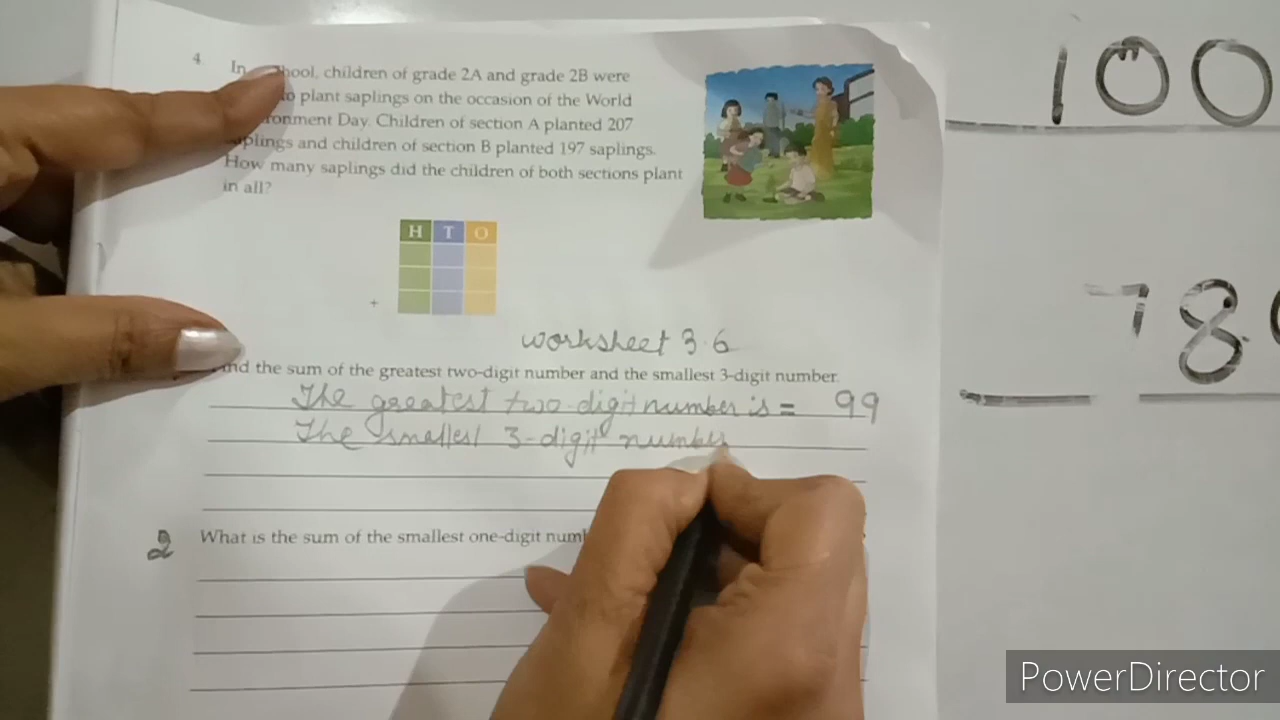 4.
In hool, children of grade 2A and grade 2B were
to plant saplings on the occasion of the World
ronment Day. Children of section A planted 207
aplings and children of section B planted 197 saplings.
How many saplings did the children of both sections plant
in all?
H T O
+
worksheet 3.6
nd the sum of the greatest two-digit number and the smallest 3-digit number.
The greatest two-digit number is = 99
The smallest 3-digit number
2 What is the sum of the smallest one-digit num
100
78
PowerDirector